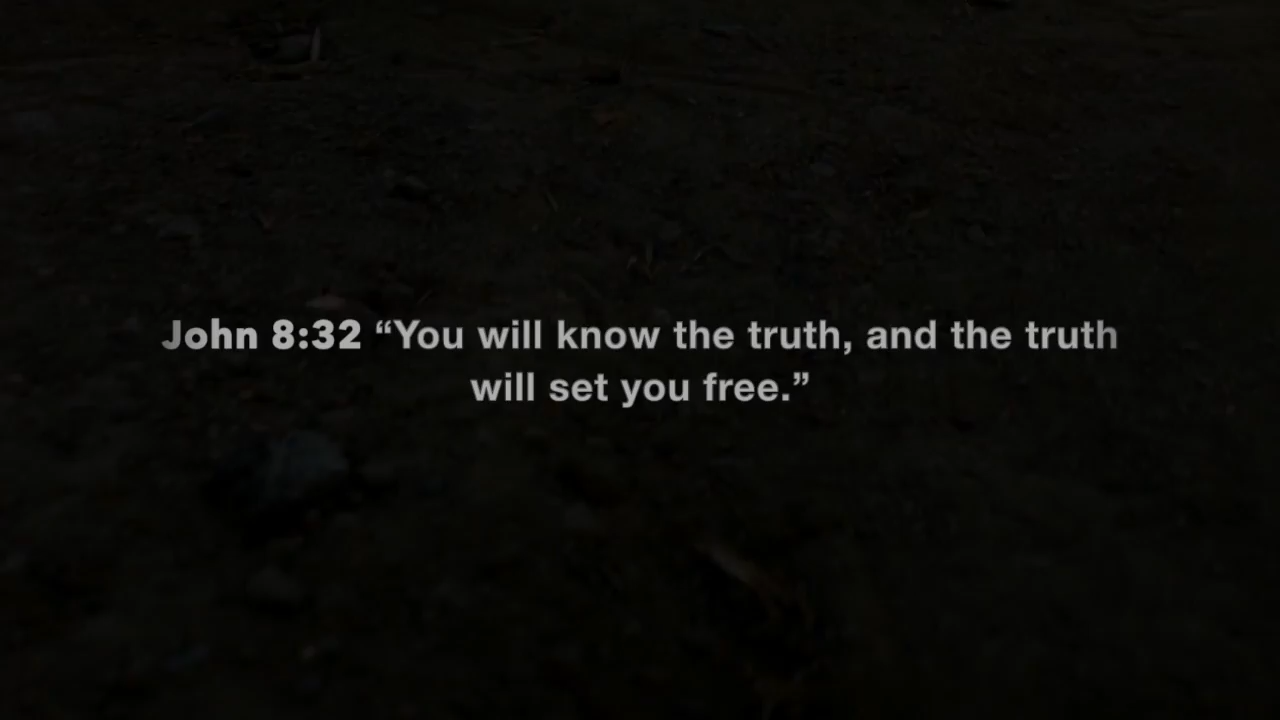 John 8:32 “You will know the truth, and the truth
will set you free.”